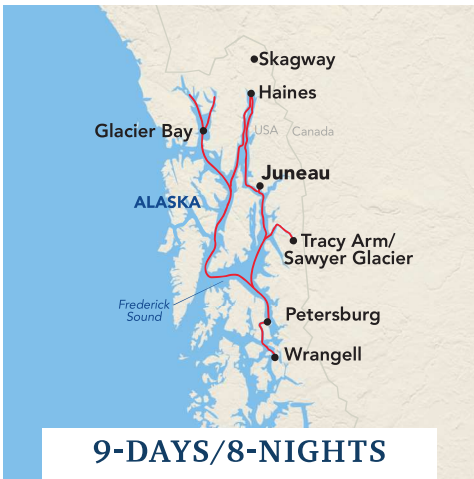 Skagway
Haines
Glacier Bay
USA
Canada
Juneau
ALASKA
Tracy Arm/
Sawyer Glacier
Frederick
Sound
Petersburg
Wrangell
9-DAYS/8-NIGHTS